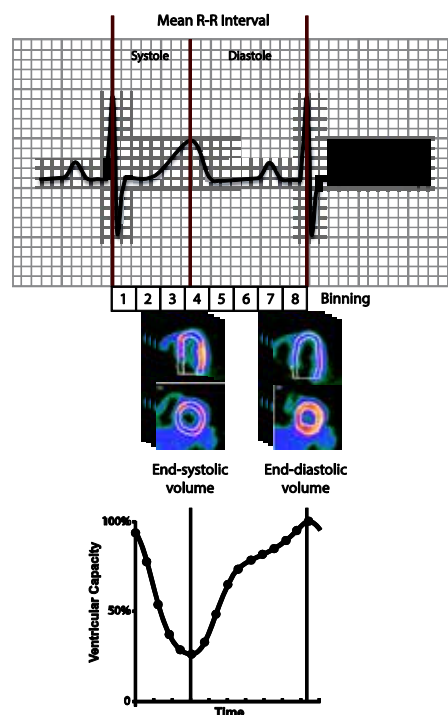 Mean R-R Interval
Systole Diastole
1 2 3 4 5 6 7 8 Binning
End-systolic volume
End-diastolic volume
100%
50%
0
Ventricular Capacity
Time